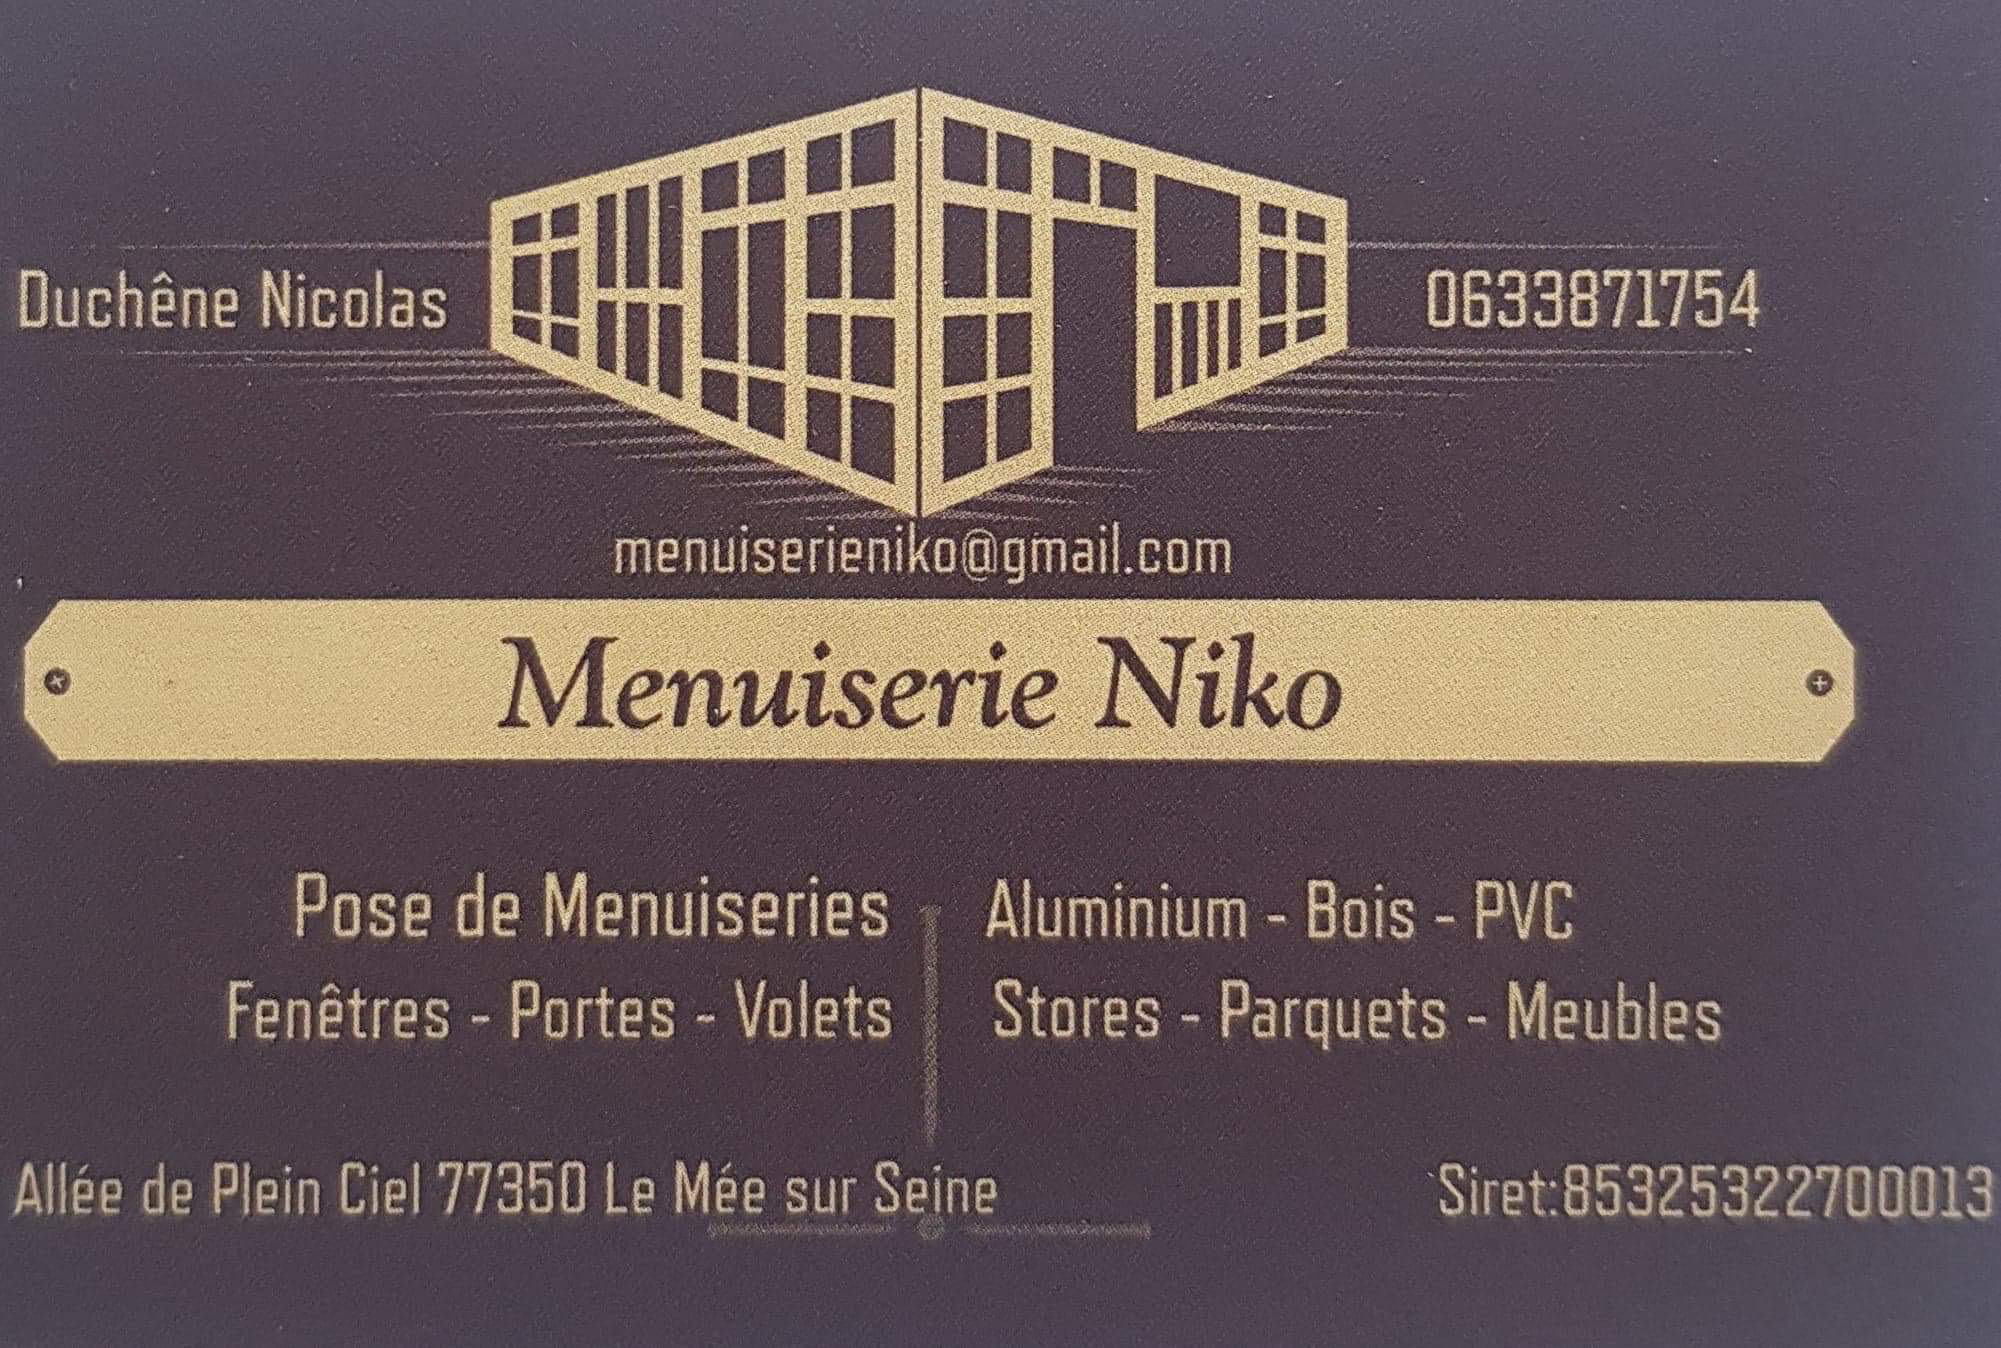 Duchêne Nicolas
0633871754
menuiserieniko@gmail.com
Menuiserie Niko
Pose de Menuiseries
Fenêtres - Portes - Volets
Aluminium - Bois - PVC
Stores - Parquets - Meubles
Allée de Plein Ciel 77350 Le Mée sur Seine
Siret:85325322700013